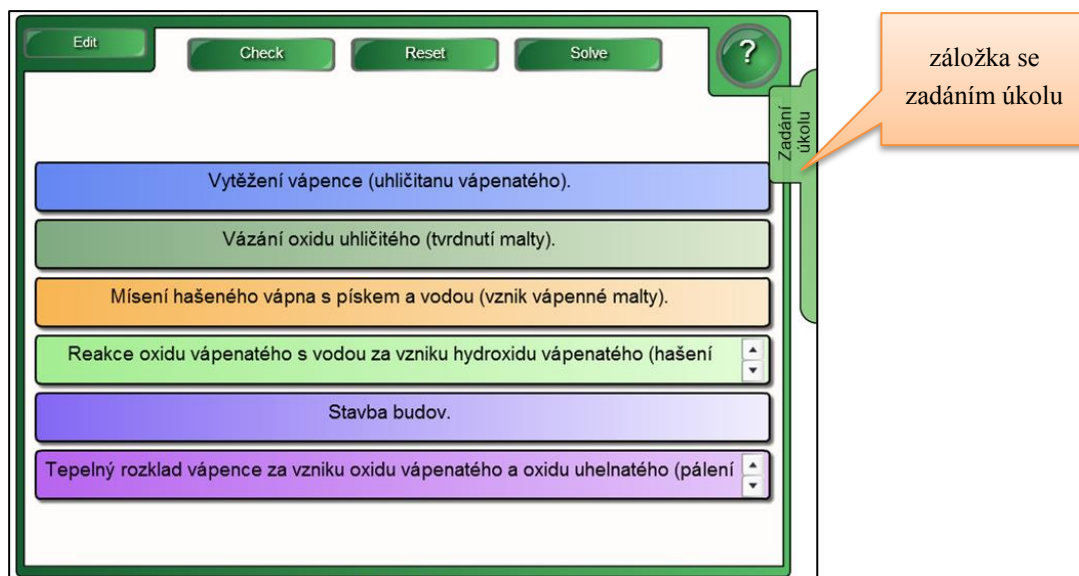 Edit
Check
Reset
Solve
?
záložka se
zadáním úkolu
Zadání
úkolu
Vytěžení vápence (uhličitanu vápenatého).
Vázání oxidu uhličitého (tvrdnutí malty).
Mísení hašeného vápna s pískem a vodou (vznik vápenné malty).
Reakce oxidu vápenatého s vodou za vzniku hydroxidu vápenatého (hašení
Stavba budov.
Tepelný rozklad vápence za vzniku oxidu vápenatého a oxidu uhelnatého (pálení